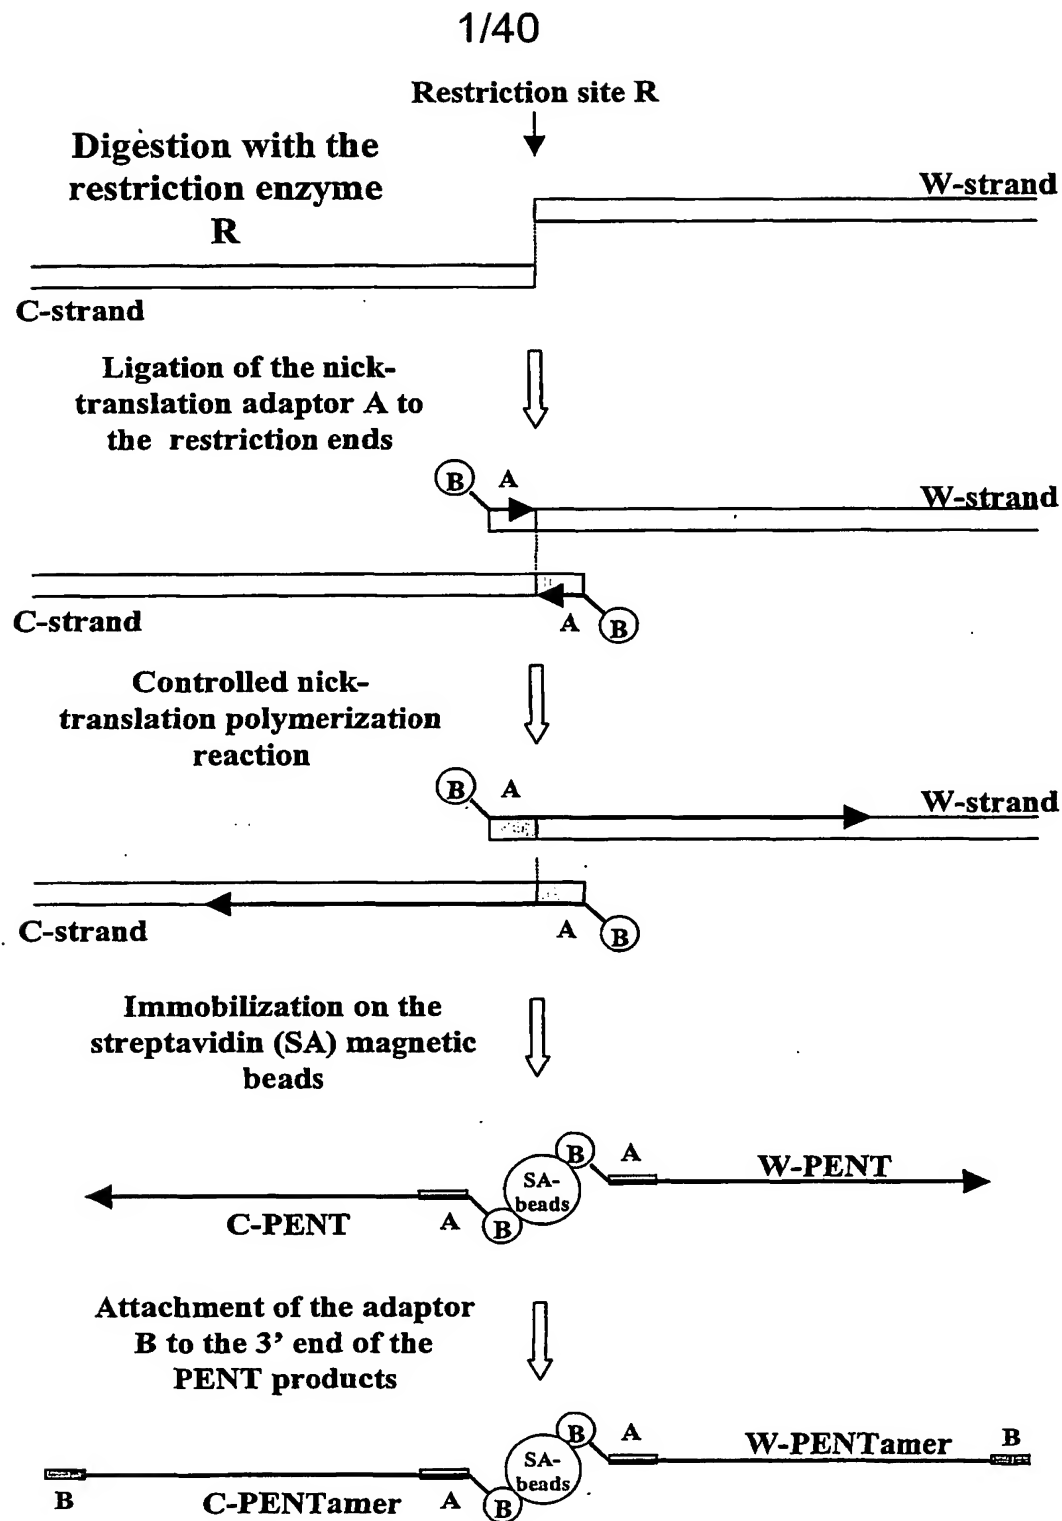 1/40
Restriction site R
Digestion with the
restriction enzyme
R
W-strand
C-strand
Ligation of the nick-
translation adaptor A to
the restriction ends
B
A
W-strand
C-strand
A
B
Controlled nick-
translation polymerization
reaction
B
A
W-strand
C-strand
A
B
Immobilization on the
streptavidin (SA) magnetic
beads
B
A
W-PENT
SA-
beads
C-PENT
A
B
Attachment of the adaptor
B to the 3' end of the
PENT products
B
A
W-PENTamer
B
SA-
beads
B
C-PENTamer
A
B